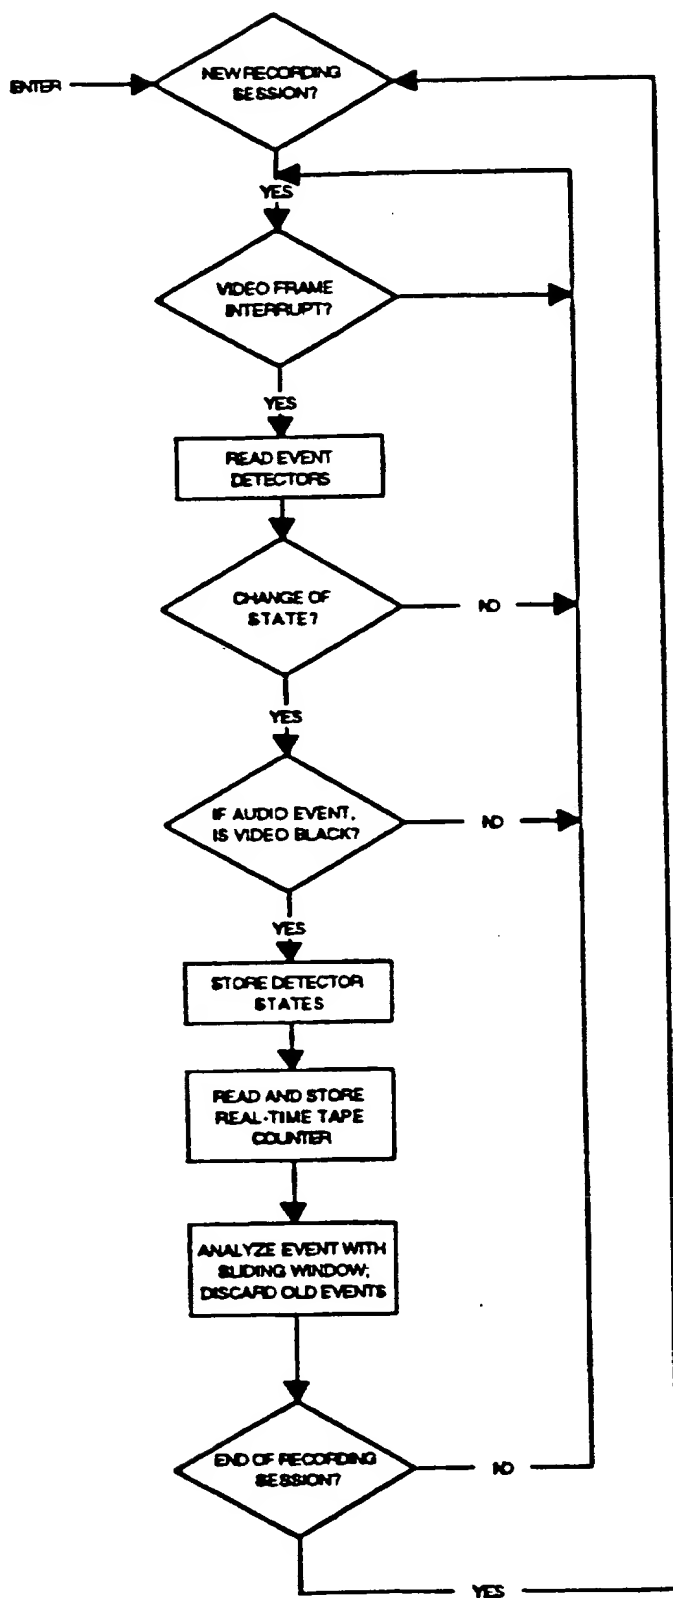 NEW RECORDING
SESSION?
ENTER
YES
VIDEO FRAME
INTERRUPT?
YES
READ EVENT
DETECTORS
CHANGE OF
STATE?
NO
YES
IF AUDIO EVENT,
IS VIDEO BLACK?
NO
YES
STORE DETECTOR
STATES
READ AND STORE
REAL-TIME TAPE
COUNTER
ANALYZE EVENT WITH
SLIDING WINDOW;
DISCARD OLD EVENTS
END OF RECORDING
SESSION?
NO
YES